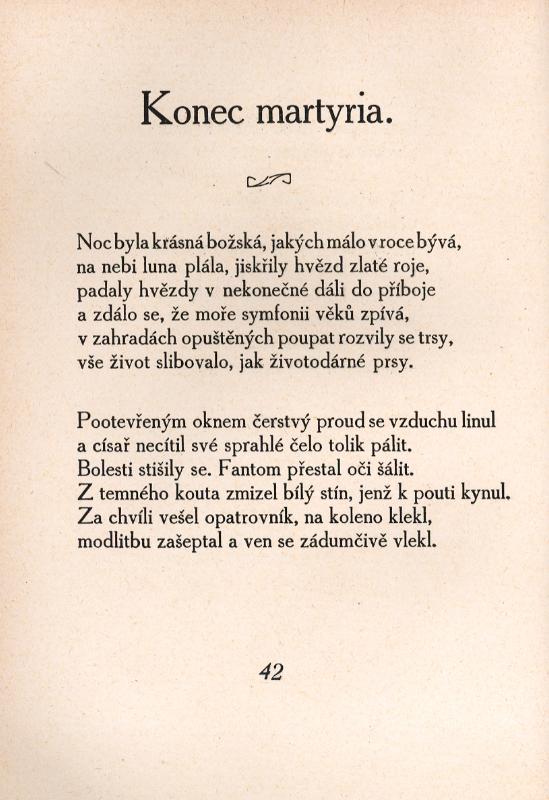 Konec martyria.
Noc byla krásná božská, jakých málo v roce bývá,
na nebi luna plála, jiskřily hvězd zlaté roje,
padaly hvězdy v nekonečné dáli do příboje
a zdálo se, že moře symfonii věků zpívá,
v zahradách opuštěných poupat rozvily se trsy,
vše život slibovalo, jak životodárné prsy.
Pootevřeným oknem čerstvý proud se vzduchu linul
a císař necítil své sprahlé čelo tolik pálit.
Bolesti stišily se. Fantom přestal oči šálit.
Z temného kouta zmizel bílý stín, jenž k pouti kynul.
Za chvíli vešel opatrovník, na koleno klekl,
modlitbu zašeptal a ven se zádumčivě vlekl.
42